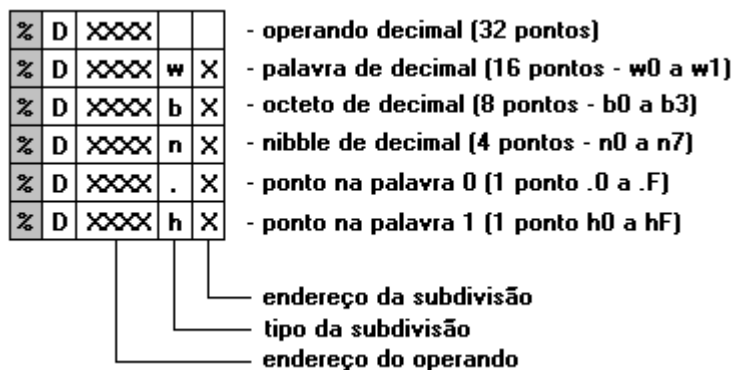 % D XXXX - operando decimal (32 pontos)
% D XXXX w X - palavra de decimal (16 pontos - w0 a w1)
% D XXXX b X - octeto de decimal (8 pontos - b0 a b3)
% D XXXX n X - nibble de decimal (4 pontos - n0 a n7)
% D XXXX . X - ponto na palavra 0 (1 ponto .0 a .F)
% D XXXX h X - ponto na palavra 1 (1 ponto h0 a hF)
endereço da subdivisão
tipo da subdivisão
endereço do operando